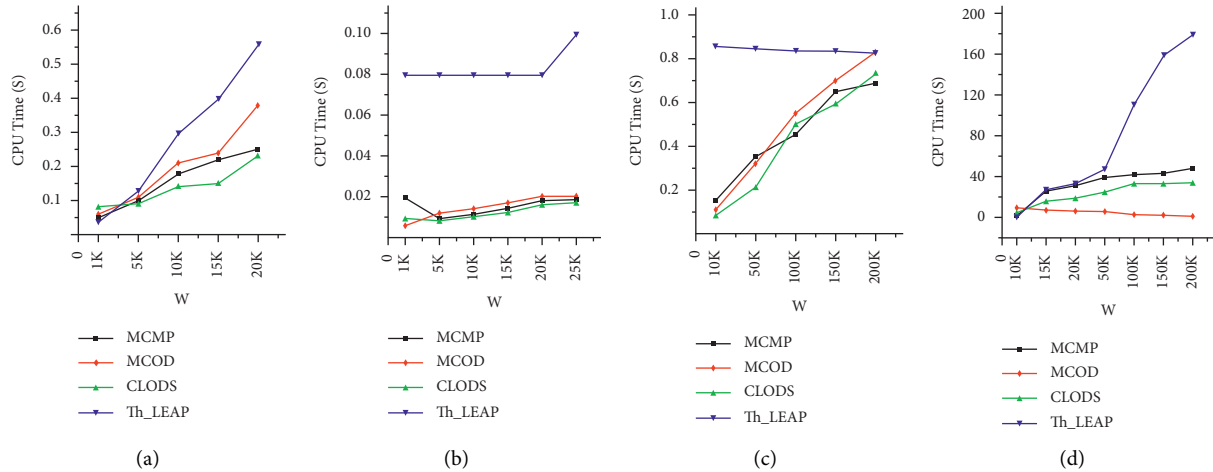 0.6
0.5
0.4
0.3
0.2
0.1
CPU Time (S)
0
1K
5K
10K
15K
20K
W
MCMP
MCOD
CLODS
Th_LEAP
(a)
0.10
0.08
0.06
0.04
0.02
CPU Time (S)
0
1K
5K
10K
15K
20K
25K
W
MCMP
MCOD
CLODS
Th_LEAP
(b)
1.0
0.8
0.6
0.4
0.2
CPU Time (S)
0
10K
50K
100K
150K
200K
W
MCMP
MCOD
CLODS
Th_LEAP
(c)
200
160
120
80
40
0
CPU Time (S)
0
10K
15K
20K
50K
100K
150K
200K
W
MCMP
MCOD
CLODS
Th_LEAP
(d)